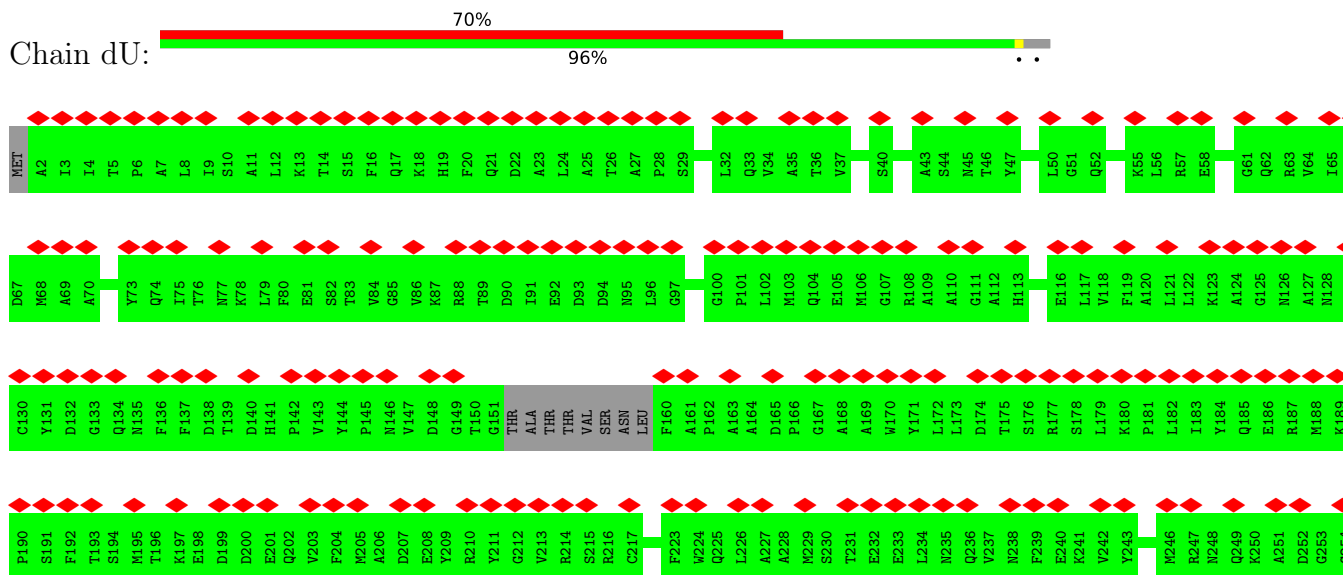 70%
Chain dU:
96%
MET A2 I3 I4 T5 P6 A7 L8 I9 S10 A11 L12 K13 T14 S15 F16 Q17 K18 H19 F20 Q21 D22 A23 L24 A25 T26 A27 P28 S29 L32 Q33 V34 A35 T36 V37 S40 A43 S44 N45 T46 Y47 L50 G51 Q52 K55 L56 R57 E58 G61 Q62 R63 V64 I65
D67 M68 A69 A70 Y73 Q74 I75 T76 N77 K78 L79 F80 E81 S82 T83 V84 G85 V86 K87 R88 T89 D90 I91 E92 D93 D94 N95 L96 G97 G100 P101 L102 M103 Q104 E105 M106 G107 R108 A109 A110 G111 A112 H113 E116 L117 V118 F119 A120 L121 L122 K123 A124 G125 N126 A127 N128
C130 Y131 D132 G133 Q134 N135 F136 F137 D138 T139 D140 H141 P142 V143 Y144 P145 N146 V147 D148 G149 T150 G151 THR ALA THR THR VAL SER ASN LEU F160 A161 P162 A163 A164 D165 P166 G167 A168 A169 W170 Y171 L172 L173 D174 T175 S176 R177 S178 L179 K180 P181 L182 I183 Y184 Q185 E186 R187 M188 K189
P190 S191 F192 T193 S194 M195 T196 K197 E198 D199 D200 E201 Q202 V203 F204 M205 A206 D207 E208 Y209 R210 Y211 G212 V213 R214 S215 R216 C217 F223 W224 Q225 L226 A227 A228 M229 S230 T231 E232 E233 L234 N235 Q236 V237 N238 F239 E240 K241 V242 Y243 M246 R247 N248 Q249 K250 A251 D252 G253